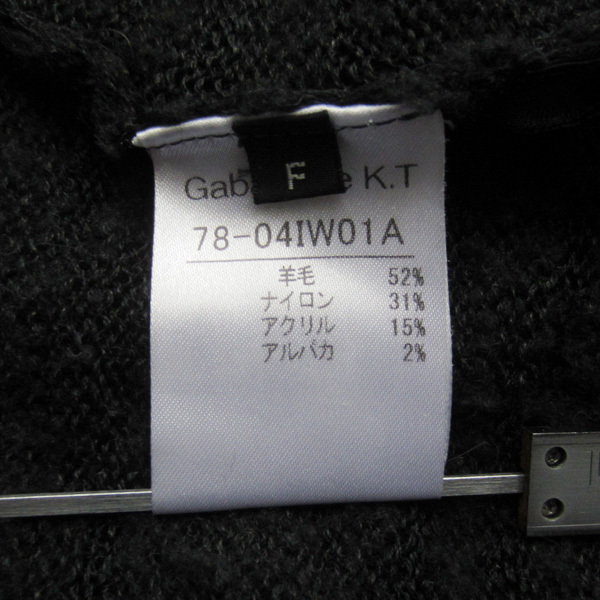 F
K.T
78-04IW01A
羊毛 52%
ナイロン 31%
アクリル 15%
アルパカ 2%